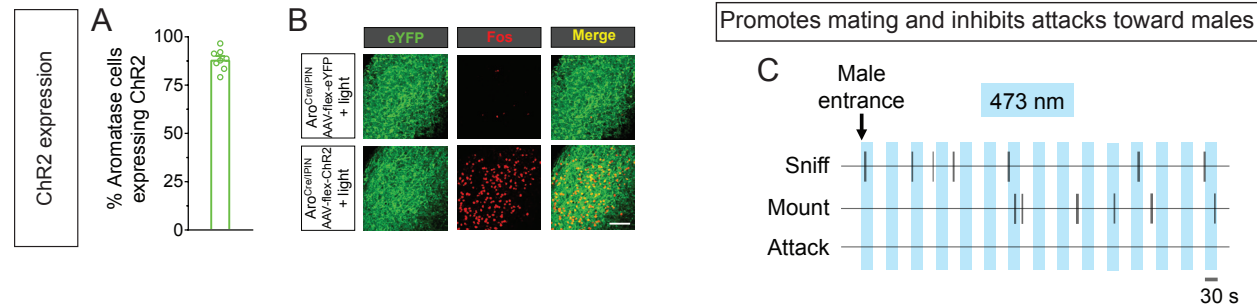 ChR2 expression
A
% Aromatase cells
expressing ChR2
100
75
50
25
0
B
eYFP
Fos
Merge
Aro^Cre/IPIN
AAV-flex-eYFP
+ light
Aro^Cre/IPIN
AAV-flex-ChR2
+ light
Promotes mating and inhibits attacks toward males
C
Male
entrance
473 nm
Sniff
Mount
Attack
30 s